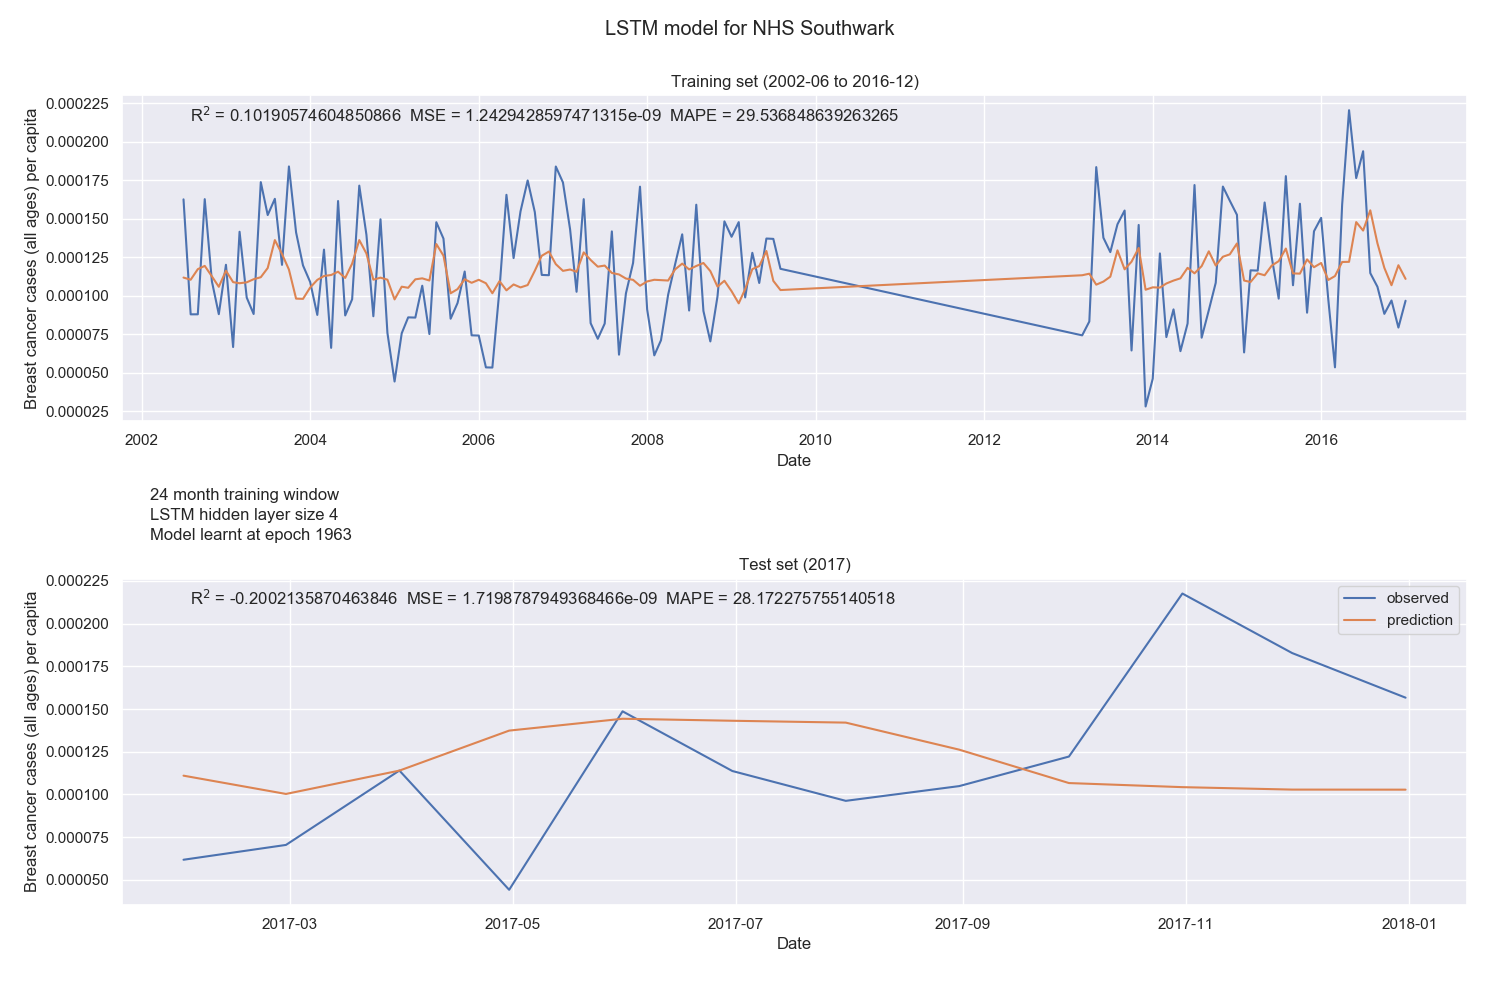 LSTM model for NHS Southwark
Training set (2002-06 to 2016-12)
R² = 0.10190574604850866 MSE = 1.2429428597471315e-09 MAPE = 29.536848639263265
Breast cancer cases (all ages) per capita
0.000225
0.000200
0.000175
0.000150
0.000125
0.000100
0.000075
0.000050
0.000025
2002 2004 2006 2008 2010 2012 2014 2016
Date
24 month training window
LSTM hidden layer size 4
Model learnt at epoch 1963
Test set (2017)
R² = -0.2002135870463846 MSE = 1.7198787949368466e-09 MAPE = 28.172275755140518
observed
prediction
Breast cancer cases (all ages) per capita
0.000225
0.000200
0.000175
0.000150
0.000125
0.000100
0.000075
0.000050
2017-03 2017-05 2017-07 2017-09 2017-11 2018-01
Date